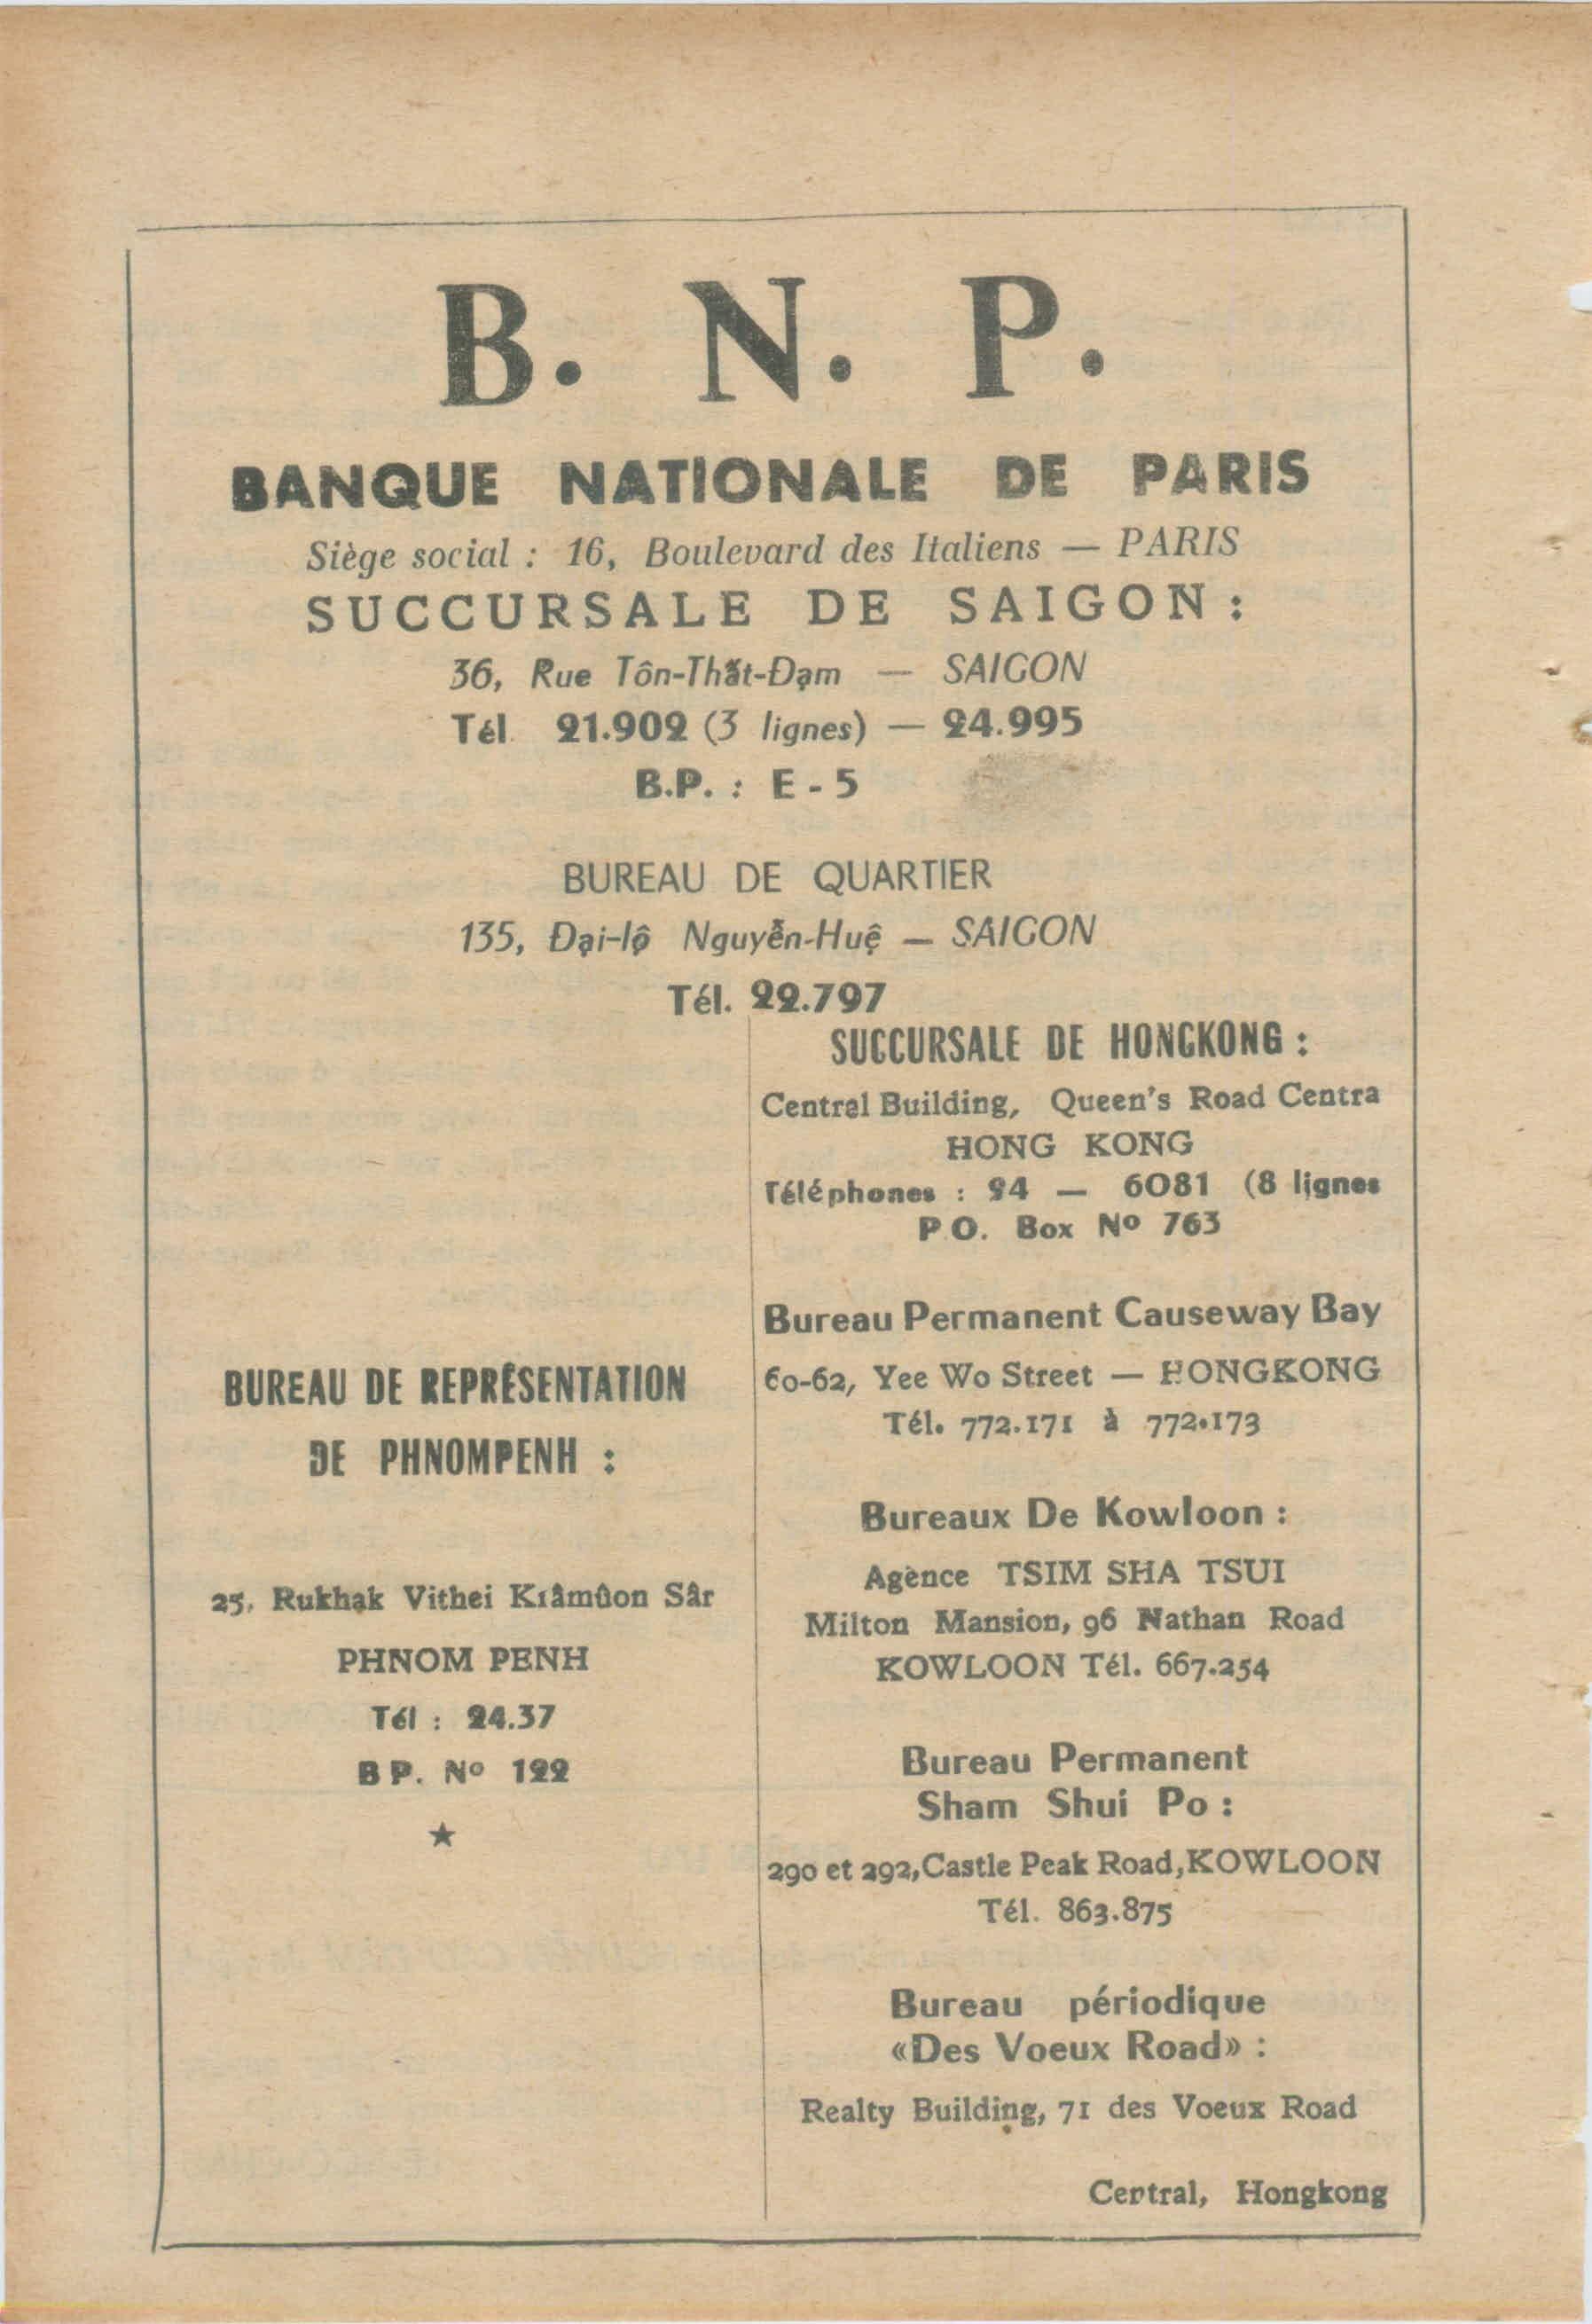 B. N. P.
BANQUE NATIONALE DE PARIS
Siège social : 16, Boulevard des Italiens — PARIS
SUCCURSALE DE SAIGON :
36, Rue Tôn-Thất-Đạm — SAIGON
Tél. 21.902 (3 lignes) — 24.995
B.P. : E - 5
BUREAU DE QUARTIER
135, Đại-lộ Nguyễn-Huệ — SAIGON
Tél. 22.797
BUREAU DE REPRÉSENTATION
DE PHNOMPENH :
25, Rukhak Vithei Krâmûon Sâr
PHNOM PENH
Tél : 24.37
BP. Nº 122
★
SUCCURSALE DE HONGKONG :
Central Building, Queen's Road Centra
HONG KONG
Téléphones : 24 — 6081 (8 lignes
P.O. Box Nº 763
Bureau Permanent Causeway Bay
60-62, Yee Wo Street — HONGKONG
Tél. 772.171 à 772.173
Bureaux De Kowloon :
Agence TSIM SHA TSUI
Milton Mansion, 96 Nathan Road
KOWLOON Tél. 667.254
Bureau Permanent
Sham Shui Po :
290 et 292, Castle Peak Road, KOWLOON
Tél. 863.875
Bureau périodique
«Des Voeux Road» :
Realty Building, 71 des Voeux Road
Central, Hongkong